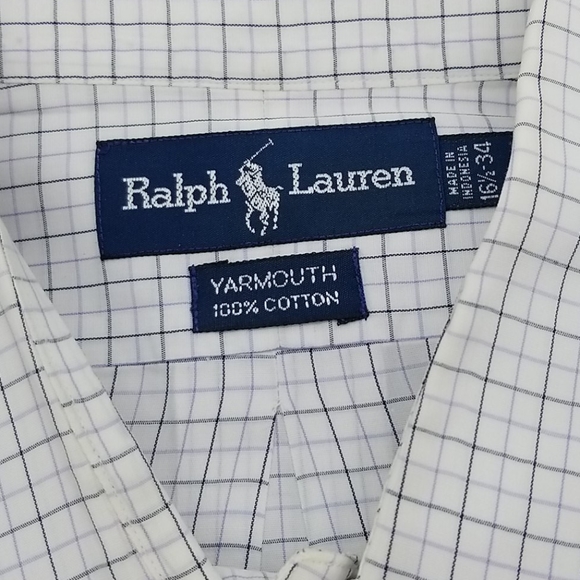 Ralph Lauren
MADE IN
INDONESIA
16½-34
YARMOUTH
100% COTTON